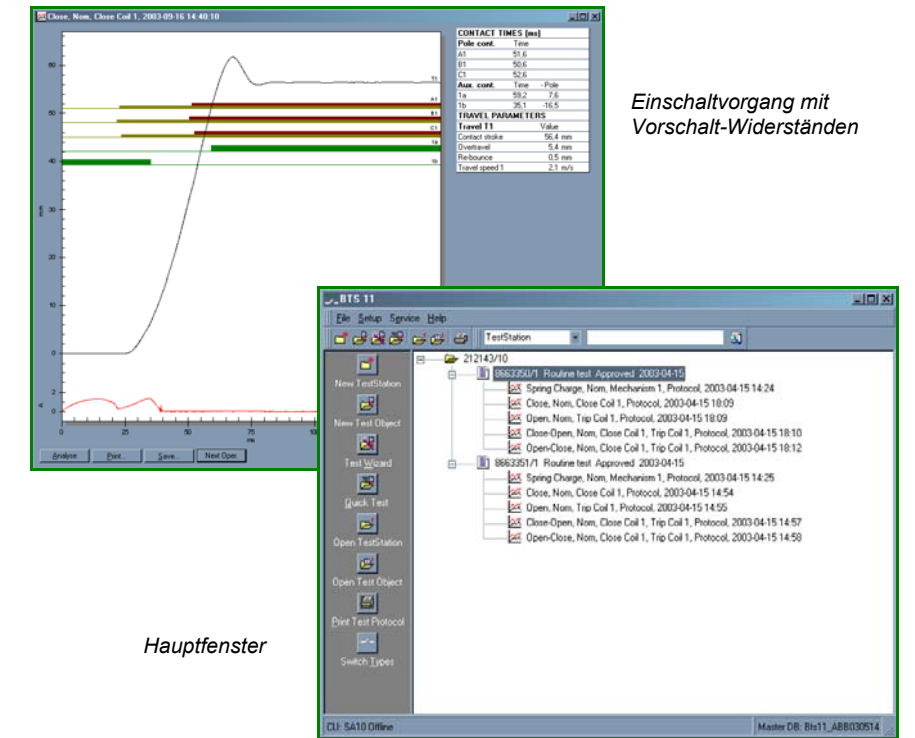 Close, Nom, Close Coil 1, 2003-09-16 14:40:10
CONTACT TIMES [ms]
Pole cont. Time
A1 51,6
B1 50,6
C1 52,6
Aux. cont. Time - Pole
1a 59,2 7,6
1b 35,1 -16,5
TRAVEL PARAMETERS
Travel T1 Value
Contact stroke 56,4 mm
Overtravel 5,4 mm
Re-bounce 0,5 mm
Travel speed 1 2,1 m/s
60
T1
A1
50
B1
C1
1a
40
1b
mm
30
20
10
0
2
A
0
0 25 50 75
ms
Analyse Print... Save... Next Oper.
Einschaltvorgang mit
Vorschalt-Widerständen
BTS 11
File Setup Service Help
TestStation
New TestStation
New Test Object
Test Wizard
Quick Test
Open TestStation
Open Test Object
Print Test Protocol
Switch Types
212143/10
8663350/1 Routine test Approved 2003-04-15
Spring Charge, Nom, Mechanism 1, Protocol, 2003-04-15 14:24
Close, Nom, Close Coil 1, Protocol, 2003-04-15 18:09
Open, Nom, Trip Coil 1, Protocol, 2003-04-15 18:09
Close-Open, Nom, Close Coil 1, Trip Coil 1, Protocol, 2003-04-15 18:10
Open-Close, Nom, Close Coil 1, Trip Coil 1, Protocol, 2003-04-15 18:12
8663351/1 Routine test Approved 2003-04-15
Spring Charge, Nom, Mechanism 1, Protocol, 2003-04-15 14:25
Close, Nom, Close Coil 1, Protocol, 2003-04-15 14:54
Open, Nom, Trip Coil 1, Protocol, 2003-04-15 14:55
Close-Open, Nom, Close Coil 1, Trip Coil 1, Protocol, 2003-04-15 14:57
Open-Close, Nom, Close Coil 1, Trip Coil 1, Protocol, 2003-04-15 14:58
CU: SA10 Offline
Master DB: Bts11_ABB030514
Hauptfenster